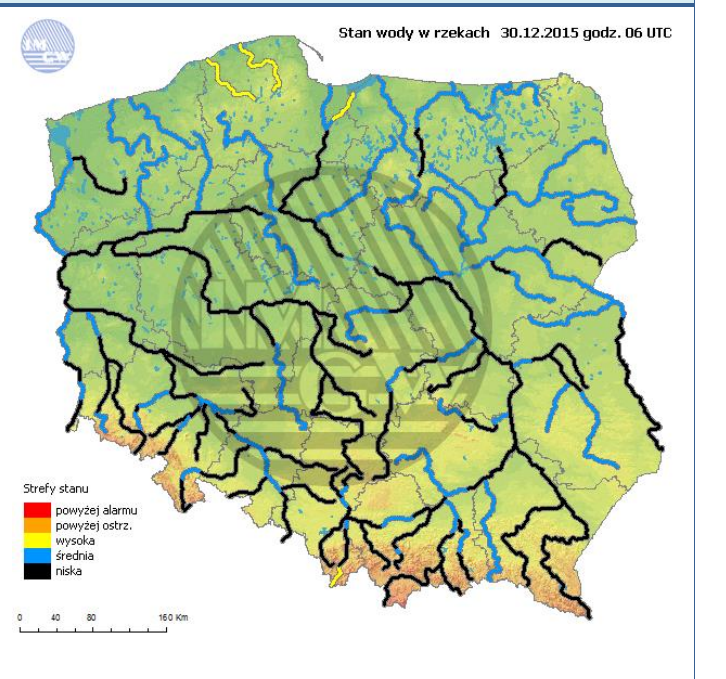 Stan wody w rzekach 30.12.2015 godz. 06 UTC
Strefy stanu
powyżej alarmu
powyżej ostrz.
wysoka
średnia
niska
0 40 80 160 Km